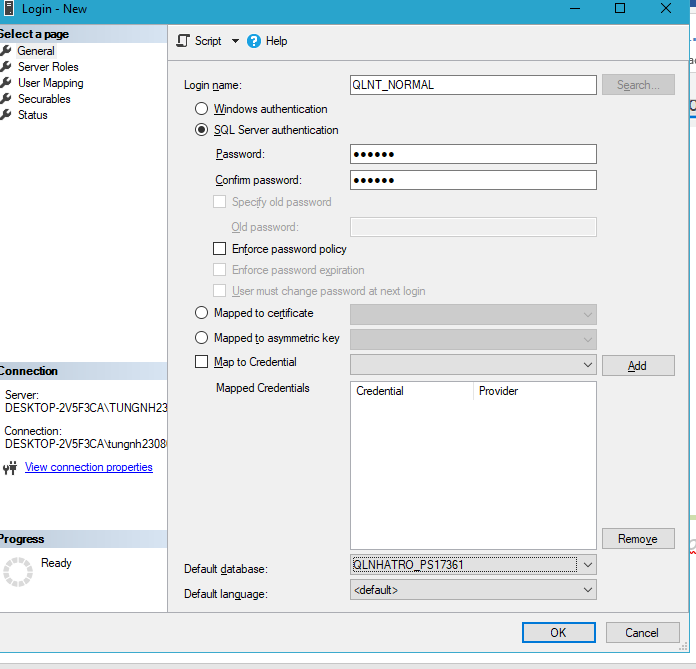 Login - New
Select a page
General
Server Roles
User Mapping
Securables
Status
Script
Help
Login name: QLNT_NORMAL Search...
Windows authentication
SQL Server authentication
Password: ●●●●●●
Confirm password: ●●●●●●
Specify old password
Old password:
Enforce password policy
Enforce password expiration
User must change password at next login
Mapped to certificate
Mapped to asymmetric key
Map to Credential Add
Mapped Credentials Credential Provider
Remove
Default database: QLNHATRO_PS17361
Default language: <default>
Connection
Server:
DESKTOP-2V5F3CA\TUNGNH23
Connection:
DESKTOP-2V5F3CA\tungnh2308
View connection properties
Progress
Ready
OK Cancel